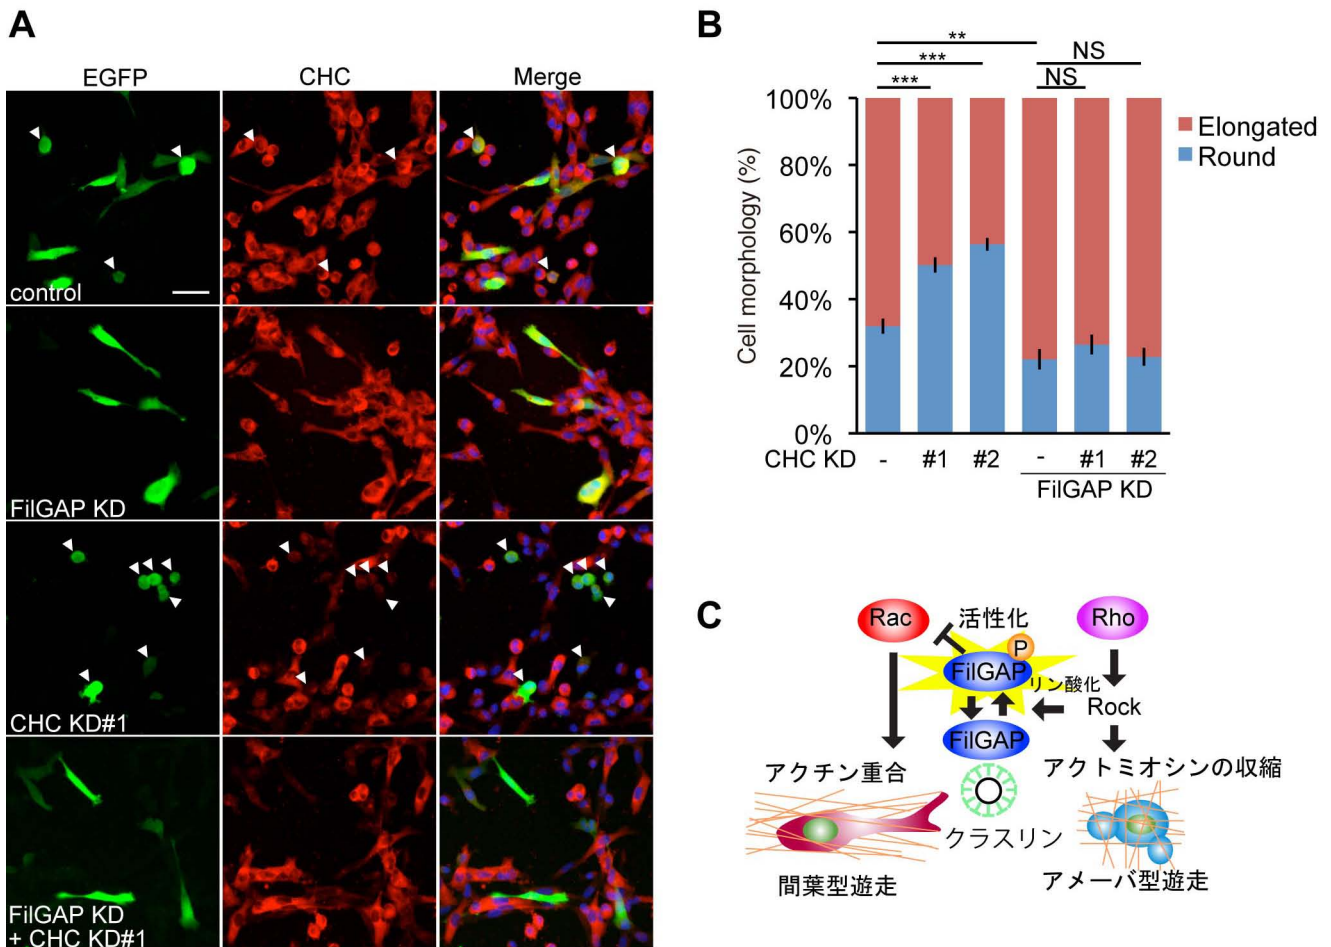 A
EGFP
CHC
Merge
control
FilGAP KD
CHC KD#1
FilGAP KD
+ CHC KD#1
B
**
***
NS
***
NS
100%
80%
60%
40%
20%
0%
Cell morphology (%)
Elongated
Round
CHC KD
-
#1
#2
-
#1
#2
FilGAP KD
C
Rac
活性化
Rho
P
FilGAP
リン酸化
Rock
FilGAP
アクチン重合
アクトミオシンの収縮
クラスリン
間葉型遊走
アメーバ型遊走